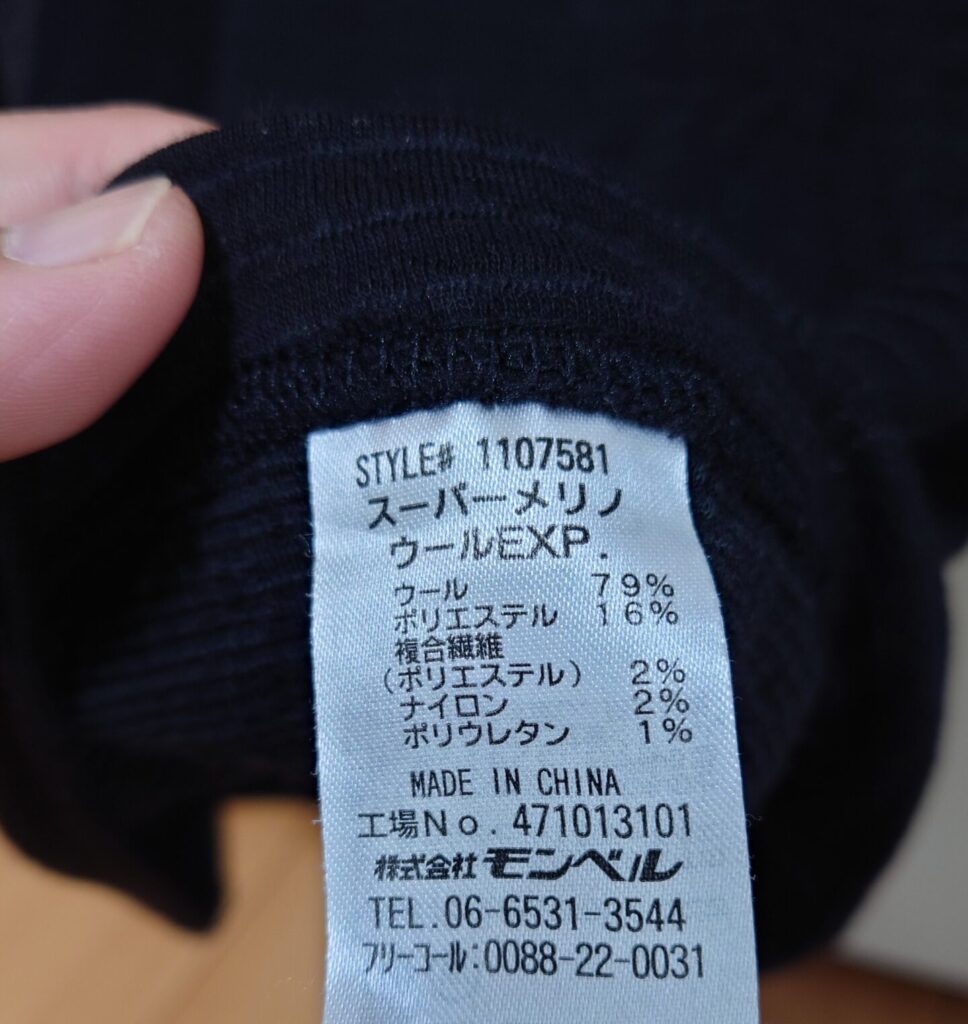 STYLE# 1107581
スーパーメリノ
ウールEXP.
ウール 79%
ポリエステル 16%
複合繊維
(ポリエステル) 2%
ナイロン 2%
ポリウレタン 1%
MADE IN CHINA
工場No. 471013101
株式会社モンベル
TEL.06-6531-3544
フリーコール:0088-22-0031